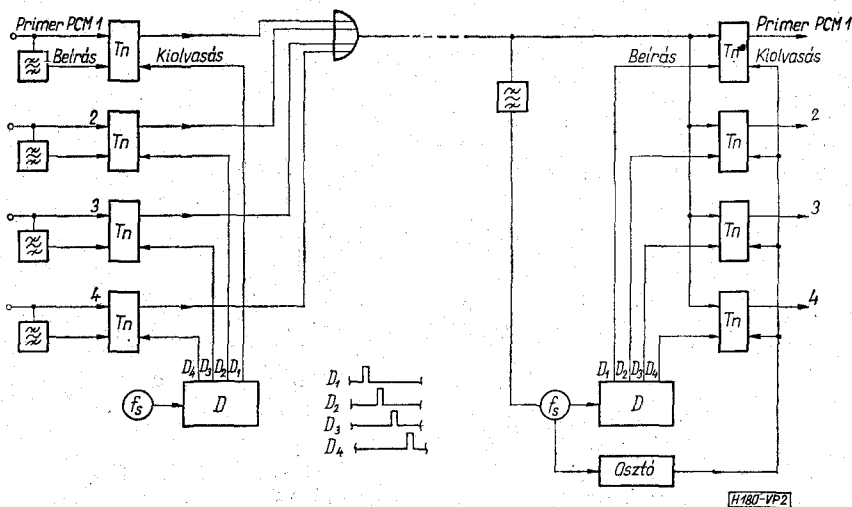 Primer PCM 1
Beírás
Tn
Kiolvasás
2
Tn
3
Tn
4
Tn
D4 D3 D2 D1
fs
D
D1
D2
D3
D4
Primer PCM 1
Beírás
Tn
Kiolvasás
2
Tn
3
Tn
4
Tn
D1 D2 D3 D4
fs
D
Osztó
H180-VP2